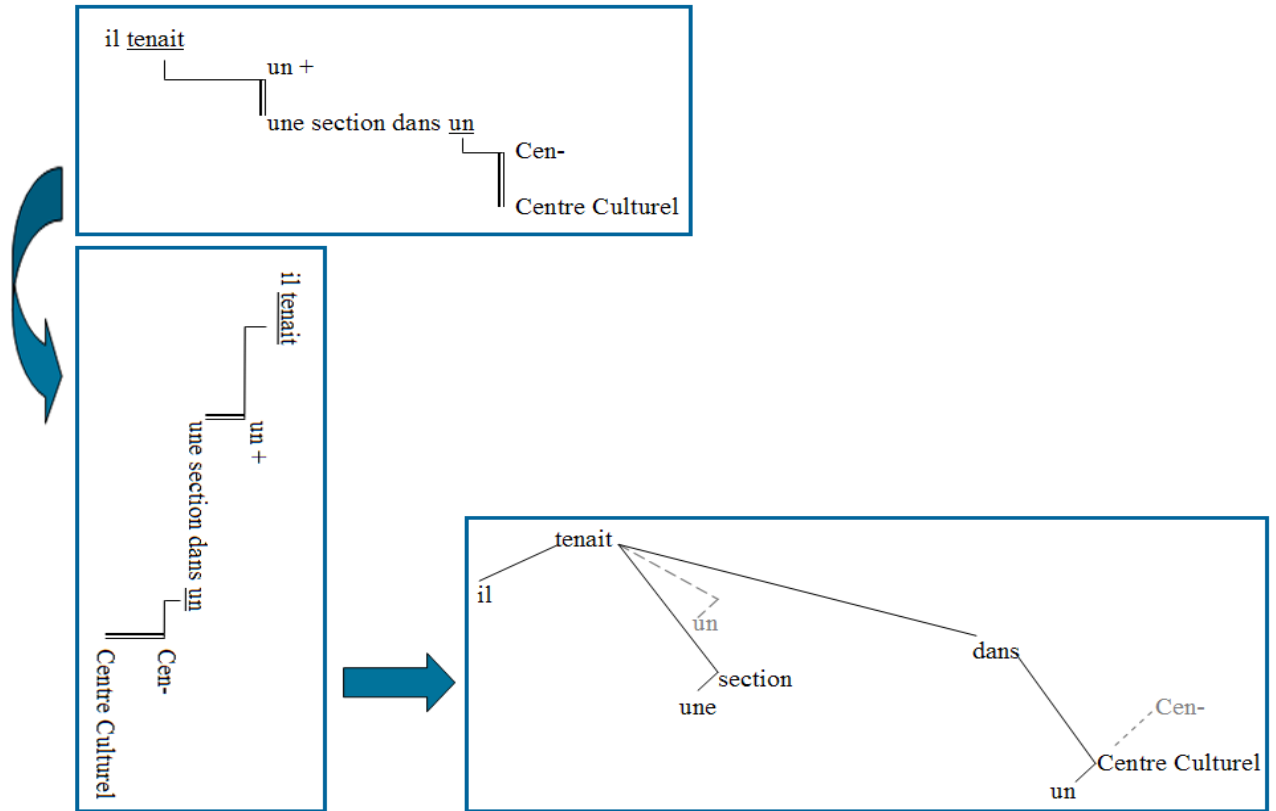 il tenait
un +
une section dans un
Cen-
Centre Culturel
il tenait
un +
une section dans un
Cen-
Centre Culturel
tenait
il
un
dans
section
une
Cen-
Centre Culturel
un